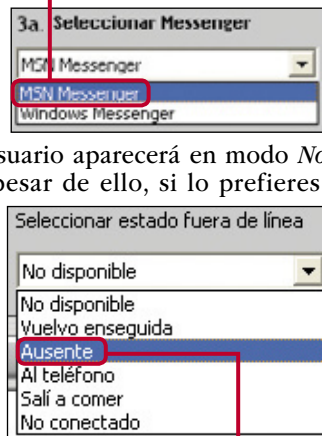 3a. Seleccionar Messenger
MSN Messenger
MSN Messenger
Windows Messenger
suario aparecerá en modo No
pesar de ello, si lo prefieres
Seleccionar estado fuera de línea
No disponible
No disponible
Vuelvo enseguida
Ausente
Al teléfono
Salí a comer
No conectado